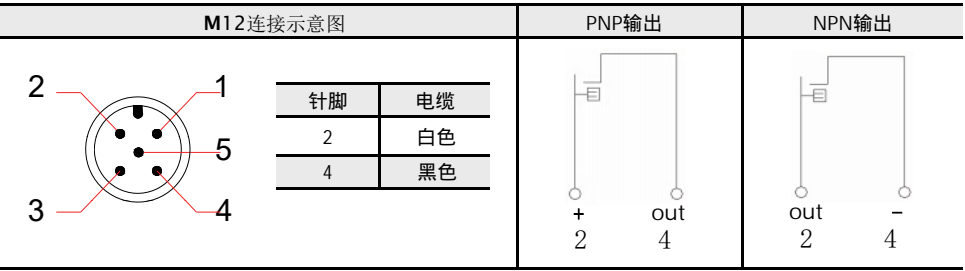 M12连接示意图
PNP输出
NPN输出
2
1
5
3
4
针脚 电缆
2 白色
4 黑色
+ out
2 4
out −
2 4